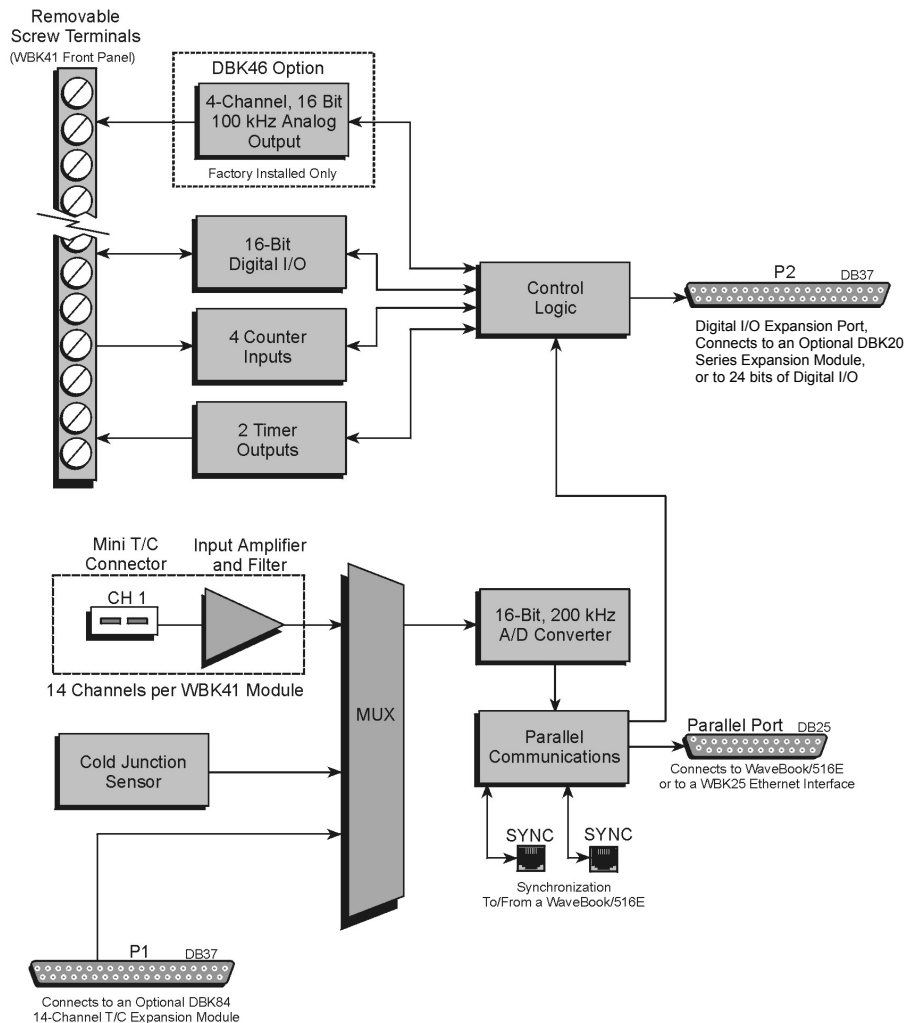 Removable
Screw Terminals
(WBK41 Front Panel)
DBK46 Option
4-Channel, 16 Bit
100 kHz Analog
Output
Factory Installed Only
16-Bit
Digital I/O
4 Counter
Inputs
2 Timer
Outputs
Control
Logic
P2 DB37
Digital I/O Expansion Port,
Connects to an Optional DBK20
Series Expansion Module,
or to 24 bits of Digital I/O
Mini T/C
Connector
Input Amplifier
and Filter
CH 1
14 Channels per WBK41 Module
Cold Junction
Sensor
MUX
16-Bit, 200 kHz
A/D Converter
Parallel
Communications
Parallel Port DB25
Connects to WaveBook/516E
or to a WBK25 Ethernet Interface
SYNC SYNC
Synchronization
To/From a WaveBook/516E
P1 DB37
Connects to an Optional DBK84
14-Channel T/C Expansion Module